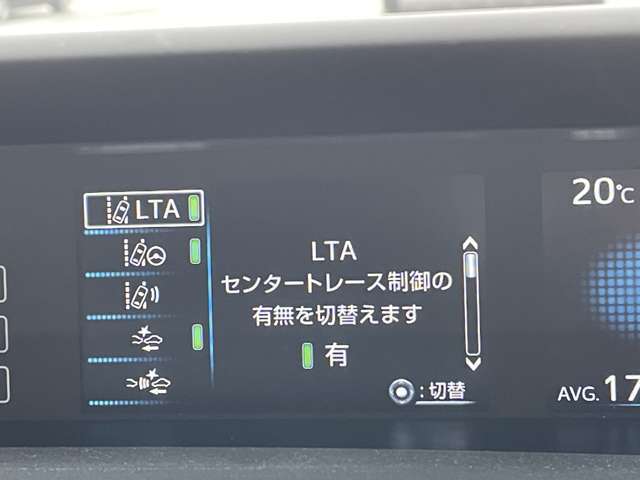 LTA
LTA
センタートレース制御の
有無を切替えます
有
:切替
20℃
AVG.17